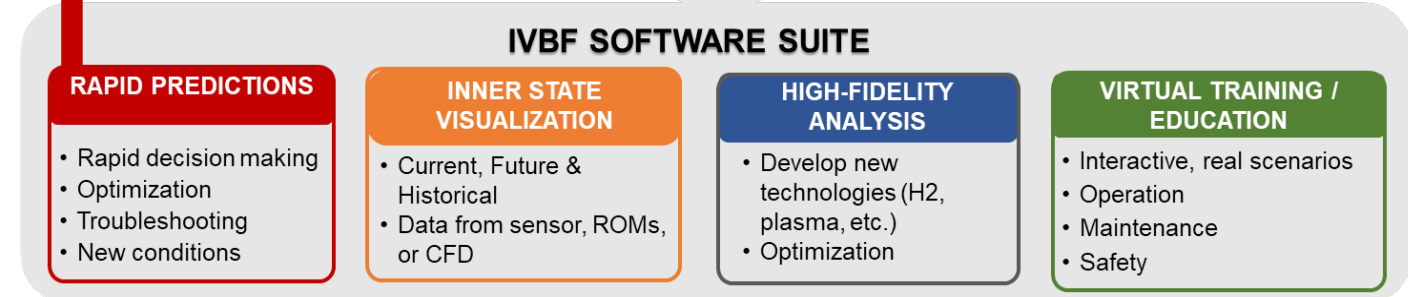 IVBF SOFTWARE SUITE
RAPID PREDICTIONS
• Rapid decision making
• Optimization
• Troubleshooting
• New conditions
INNER STATE
VISUALIZATION
• Current, Future &
Historical
• Data from sensor, ROMs,
or CFD
HIGH-FIDELITY
ANALYSIS
• Develop new
technologies (H2,
plasma, etc.)
• Optimization
VIRTUAL TRAINING /
EDUCATION
• Interactive, real scenarios
• Operation
• Maintenance
• Safety